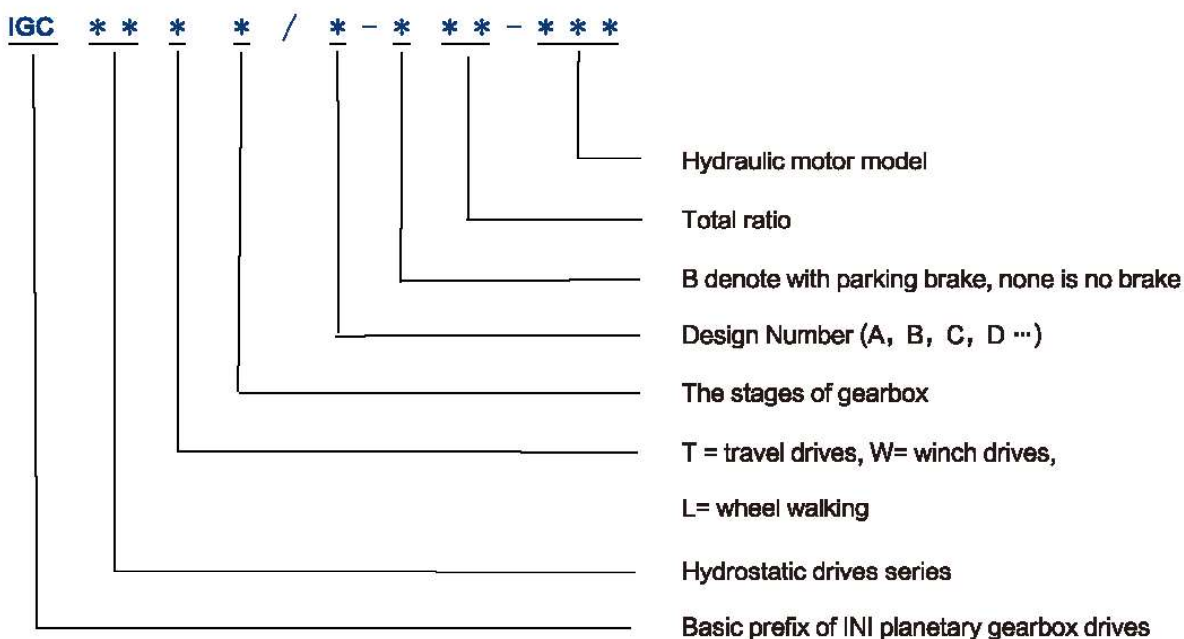 IGC * * * * / * - * * * - * * *
Hydraulic motor model
Total ratio
B denote with parking brake, none is no brake
Design Number (A, B, C, D ···)
The stages of gearbox
T = travel drives, W= winch drives,
L= wheel walking
Hydrostatic drives series
Basic prefix of INI planetary gearbox drives